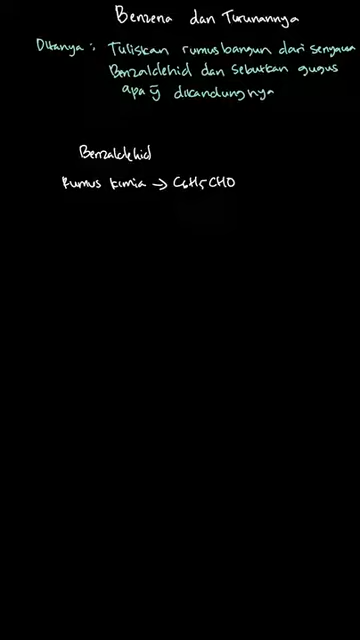 Benzena dan Turunannya
Ditanya : Tuliskan rumus bangun dari senyawa
Benzaldehid dan sebutkan gugus
apa yg dikandungnya
Benzaldehid
Rumus kimia → C6H5CHO